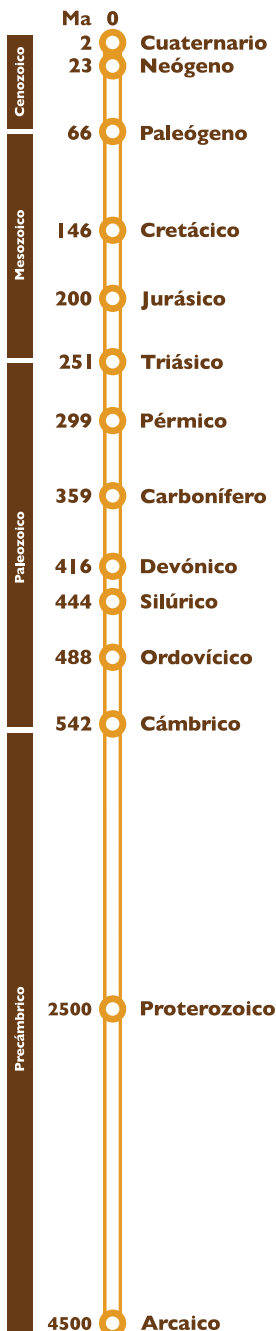 Ma 0
2 Cuaternario
23 Neógeno
66 Paleógeno
146 Cretácico
200 Jurásico
251 Triásico
299 Pérmico
359 Carbonífero
416 Devónico
444 Silúrico
488 Ordovícico
542 Cámbrico
2500 Proterozoico
4500 Arcaico
Cenozoico
Mesozoico
Paleozoico
Precámbrico